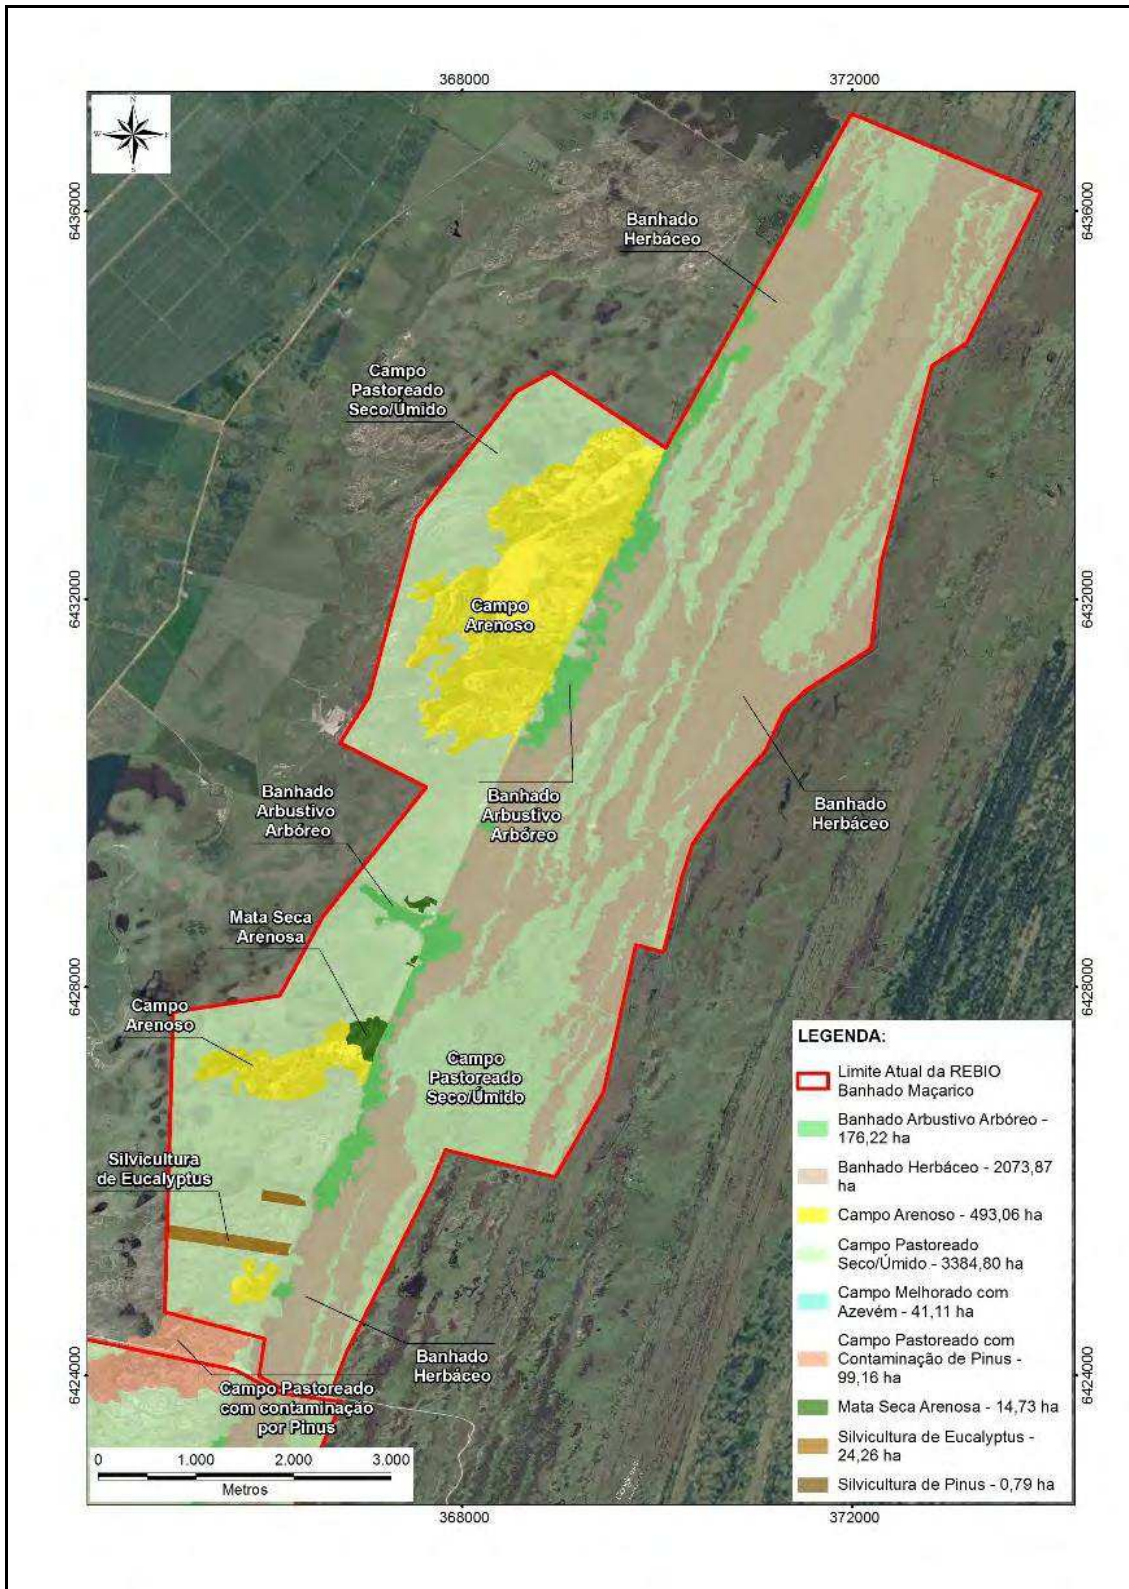 368000
372000
N
W
E
S
6436000
6436000
Banhado
Herbáceo
Campo
Pastoreado
Seco/Úmido
6432000
6432000
Campo
Arenoso
Banhado
Arbustivo
Arbóreo
Banhado
Arbustivo
Arbóreo
Banhado
Herbáceo
Mata Seca
Arenosa
6428000
6428000
Campo
Arenoso
Campo
Pastoreado
Seco/Úmido
Silvicultura
de Eucalyptus
Banhado
Herbáceo
6424000
6424000
Campo Pastoreado
com contaminação
por Pinus
LEGENDA:
Limite Atual da REBIO
Banhado Maçarico
Banhado Arbustivo Arbóreo -
176,22 ha
Banhado Herbáceo - 2073,87
ha
Campo Arenoso - 493,06 ha
Campo Pastoreado
Seco/Úmido - 3384,80 ha
Campo Melhorado com
Azevém - 41,11 ha
Campo Pastoreado com
Contaminação de Pinus -
99,16 ha
Mata Seca Arenosa - 14,73 ha
Silvicultura de Eucalyptus -
24,26 ha
Silvicultura de Pinus - 0,79 ha
0 1.000 2.000 3.000
Metros
368000
372000